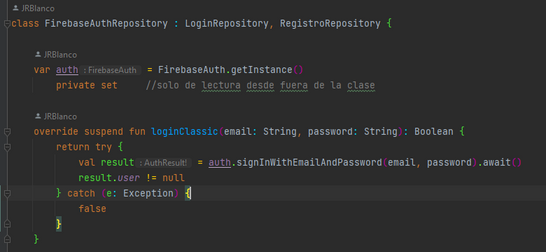 JRBlanco
class FirebaseAuthRepository : LoginRepository, RegistroRepository {
JRBlanco
var auth : FirebaseAuth = FirebaseAuth.getInstance()
private set //solo de lectura desde fuera de la clase
JRBlanco
override suspend fun loginClassic(email: String, password: String): Boolean {
return try {
val result : AuthResult! = auth.signInWithEmailAndPassword(email, password).await()
result.user != null
} catch (e: Exception) {
false
}
}